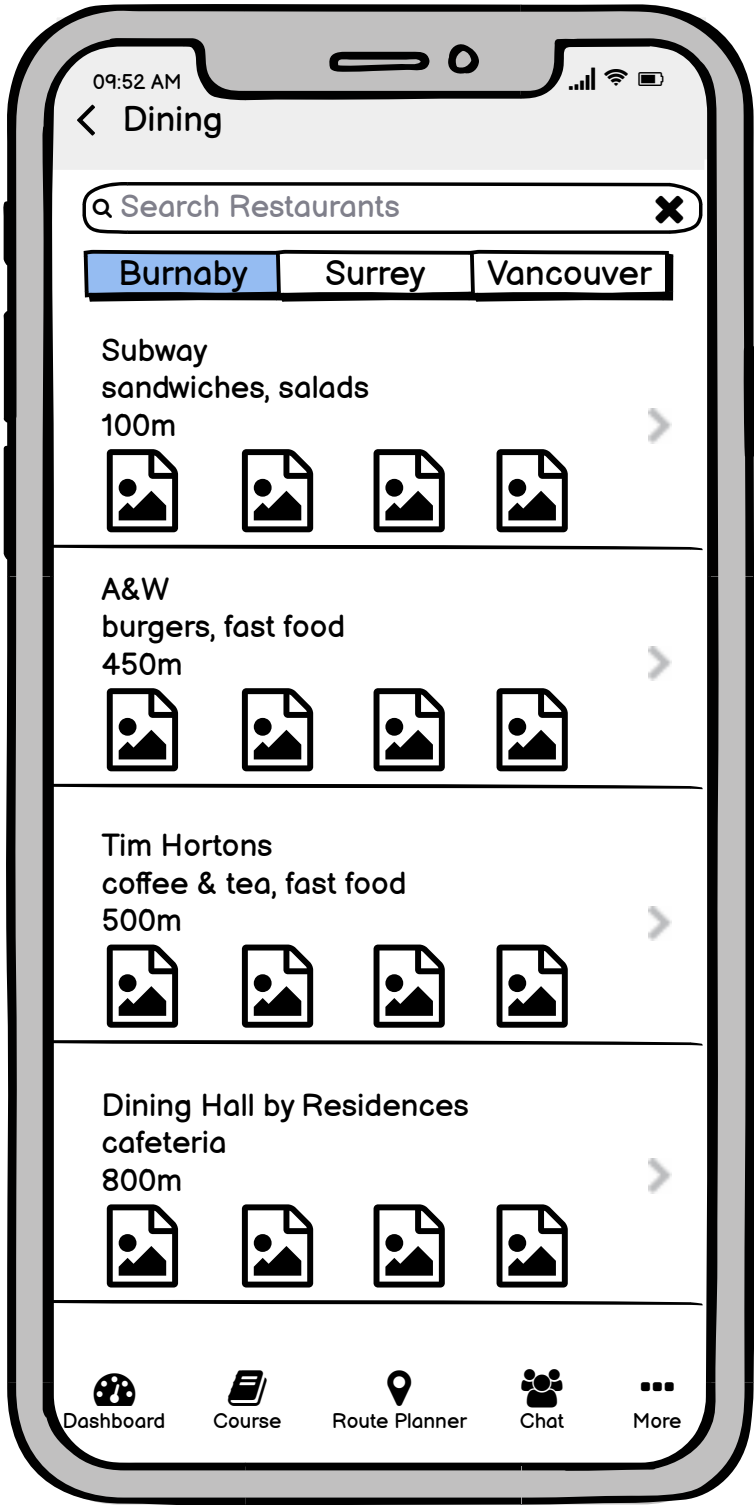 09:52 AM
Dining
Search Restaurants
Burnaby Surrey Vancouver
Subway
sandwiches, salads
100m
A&W
burgers, fast food
450m
Tim Hortons
coffee & tea, fast food
500m
Dining Hall by Residences
cafeteria
800m
Dashboard Course Route Planner Chat More